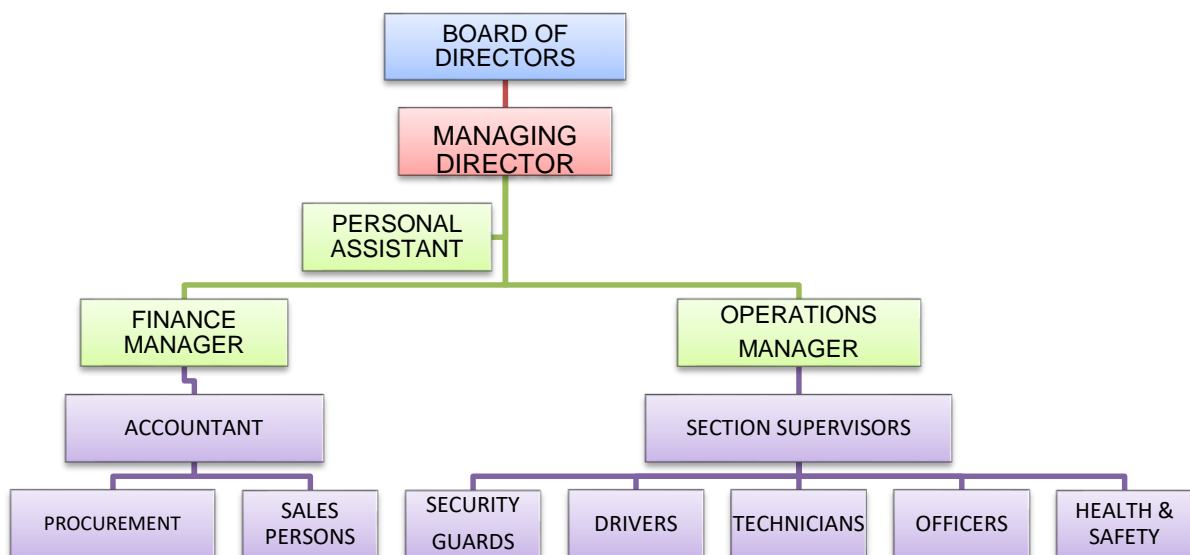 BOARD OF
DIRECTORS
MANAGING
DIRECTOR
PERSONAL
ASSISTANT
FINANCE
MANAGER
OPERATIONS
MANAGER
ACCOUNTANT
SECTION SUPERVISORS
PROCUREMENT
SALES
PERSONS
SECURITY
GUARDS
DRIVERS
TECHNICIANS
OFFICERS
HEALTH &
SAFETY